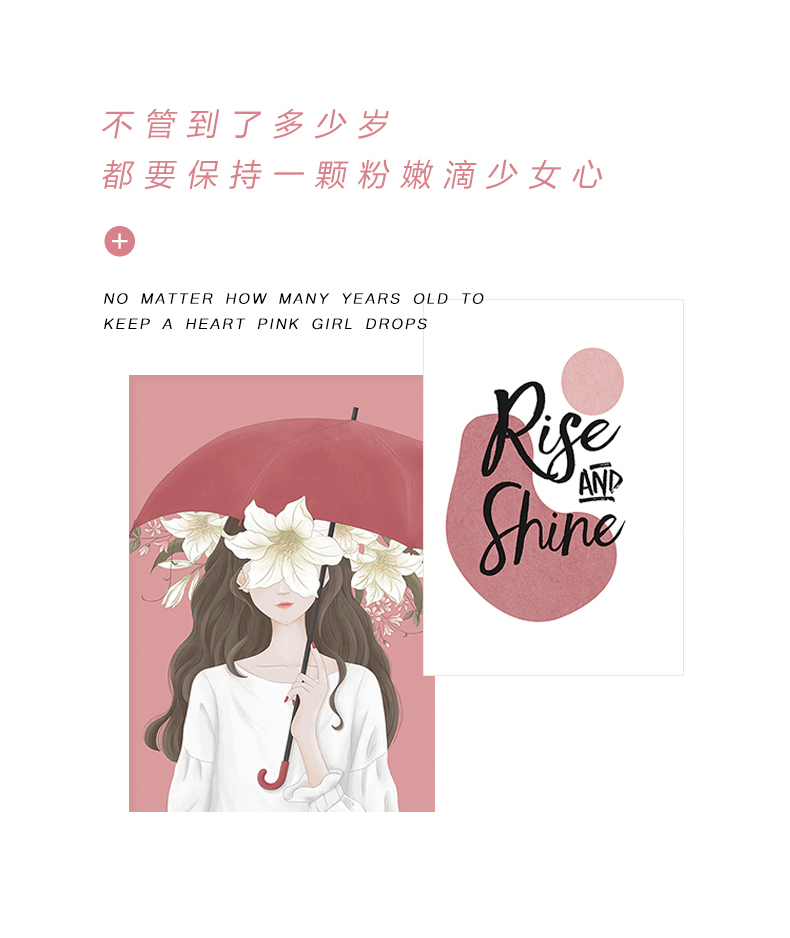 不管到了多少岁
都要保持一颗粉嫩滴少女心
NO MATTER HOW MANY YEARS OLD TO
KEEP A HEART PINK GIRL DROPS
Rise
AND
Shine